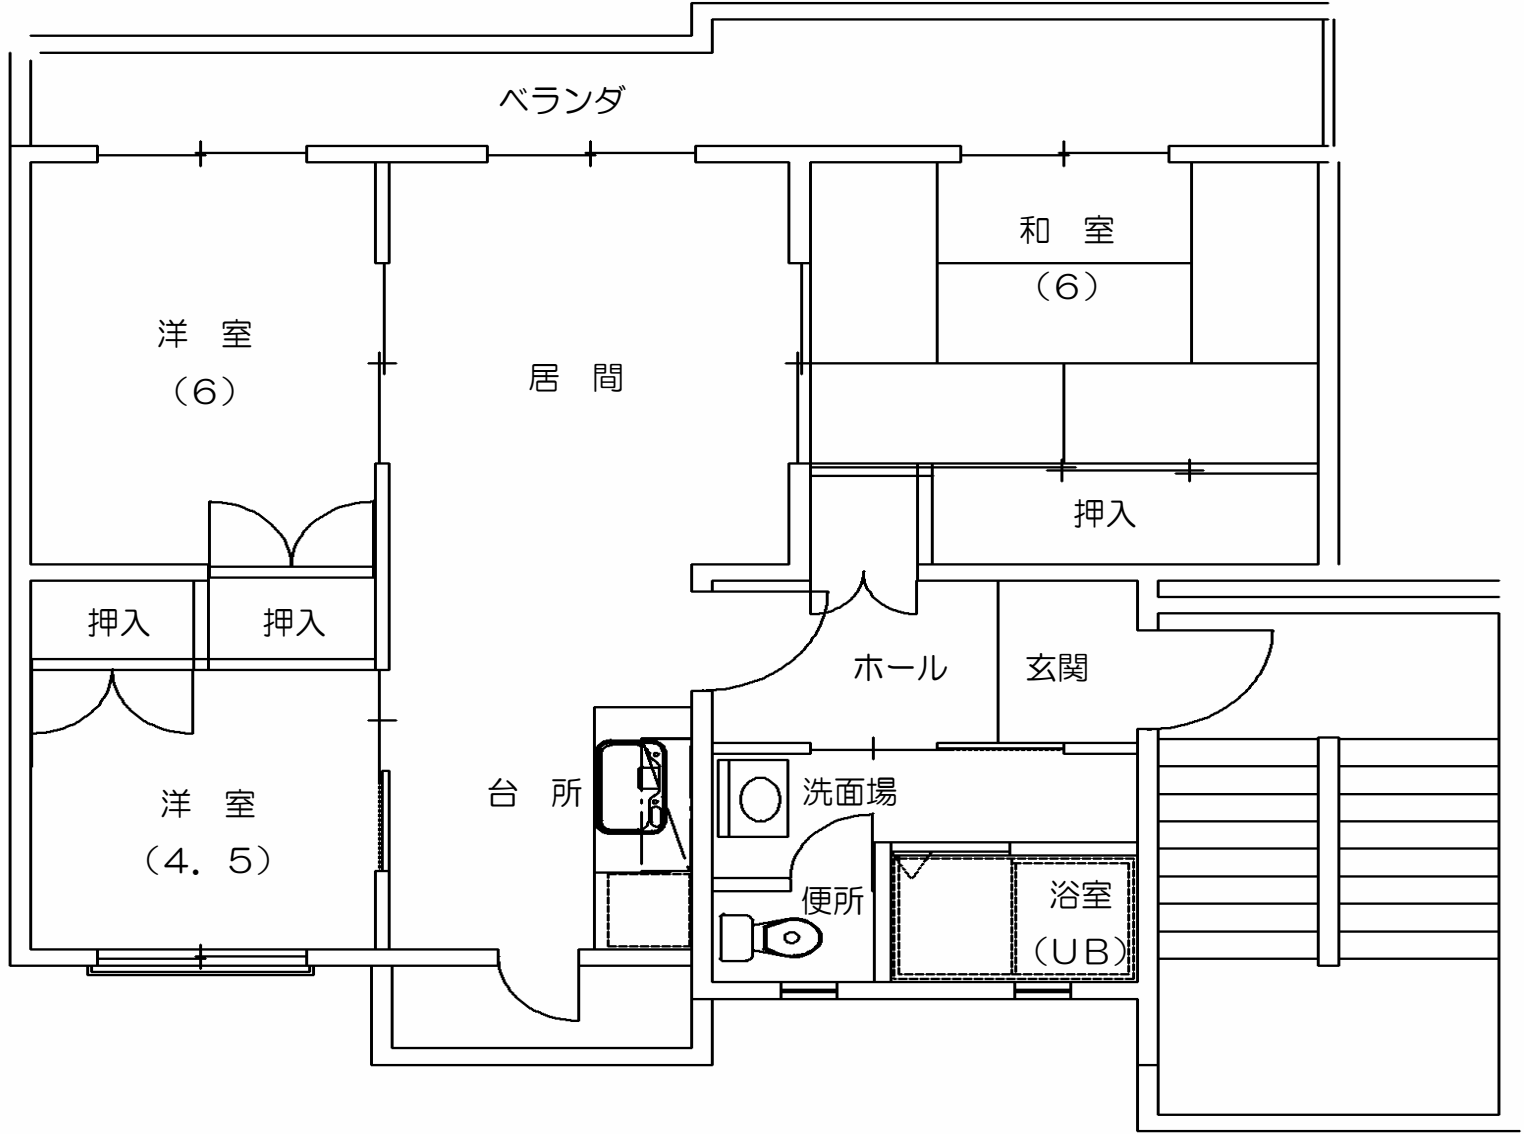 ベランダ
和 室
(6)
洋 室
(6)
居 間
押入
押入
押入
ホール
玄関
台 所
洗面場
洋 室
(4. 5)
便所
浴室
(UB)